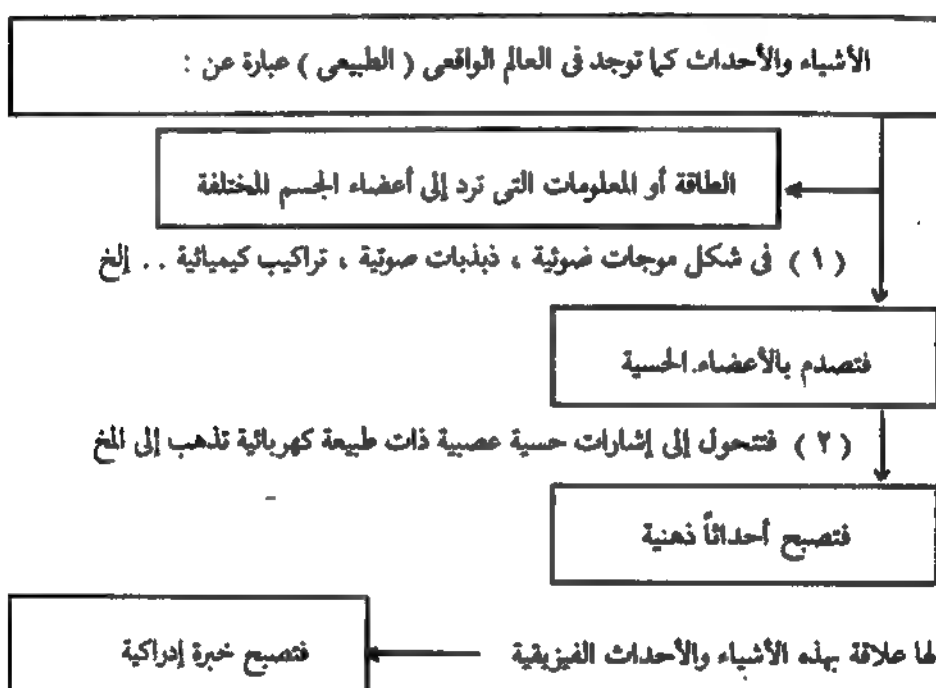 الأشياء والأحداث كما توجد فى العالم الواقعى ( الطبيعى ) عبارة عن :
الطاقة أو المعلومات التى ترد إلى أعضاء الجسم المختلفة
( ١ ) فى شكل موجات ضوئية ، ذبذبات صوتية ، تراكيب كيميائية . . إلخ
فتصدم بالأعضاء الحسية
( ٢ ) فتتحول إلى إشارات حسية عصبية ذات طبيعة كهربائية تذهب إلى المخ
فتصبح أحداثاً ذهنية
لها علاقة بهذه الأشياء والأحداث الفيزيقية
فتصبح خبرة إدراكية